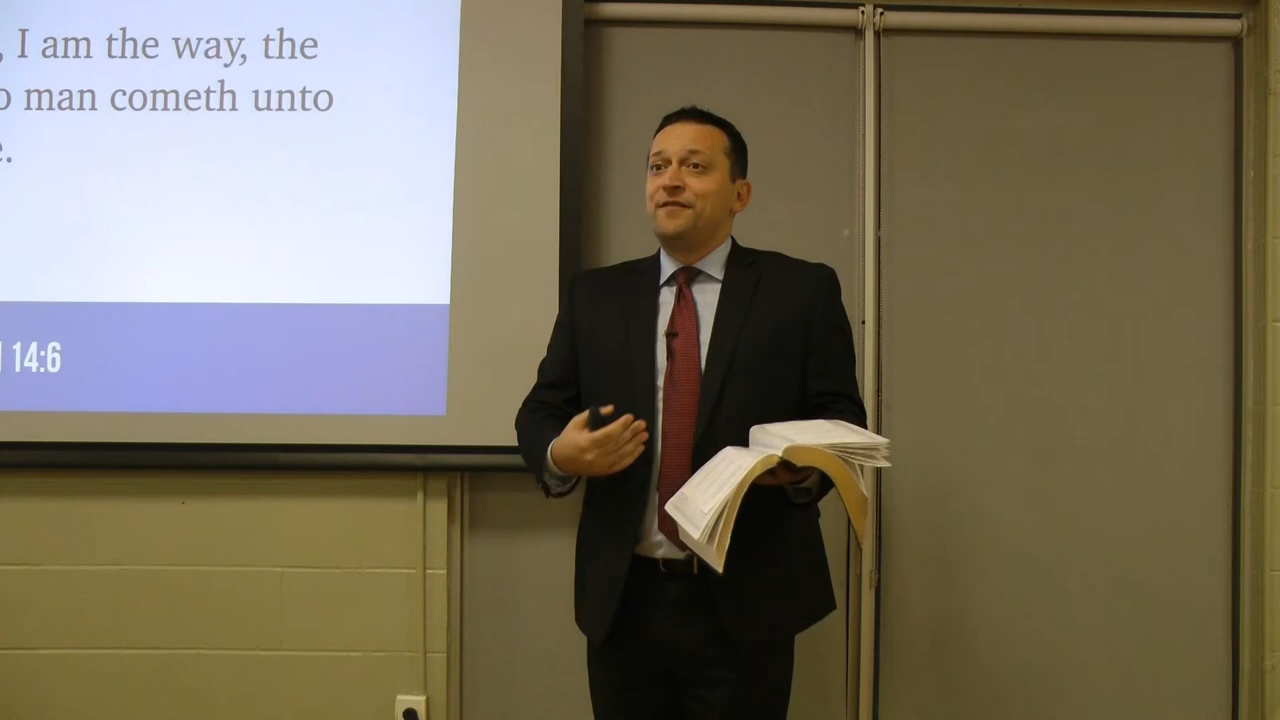 , I am the way, the
o man cometh unto
e.
14:6